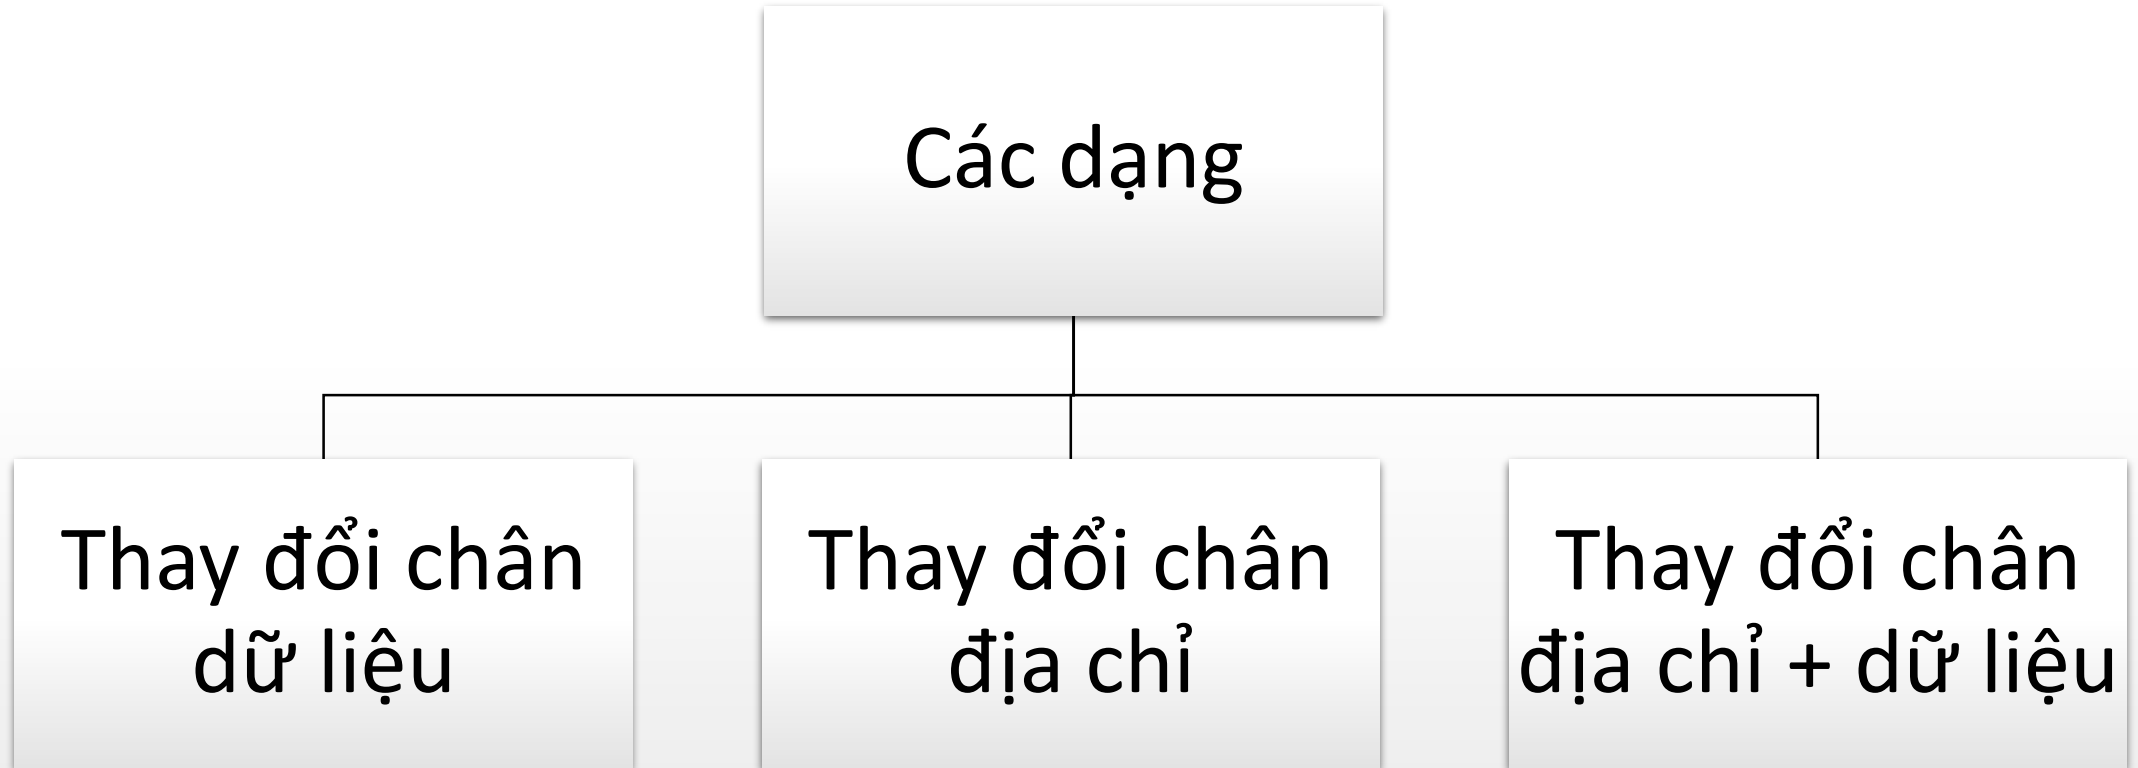 Các dạng
Thay đổi chân
dữ liệu
Thay đổi chân
địa chỉ
Thay đổi chân
địa chỉ + dữ liệu